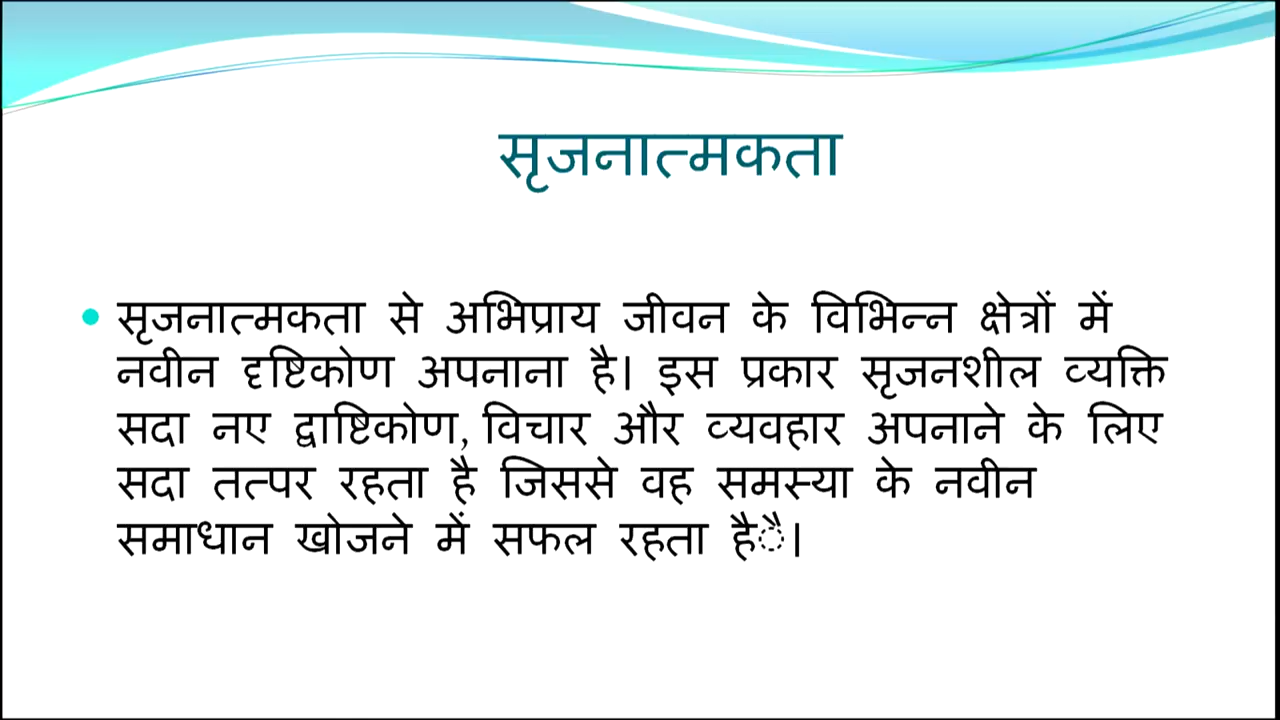 सृजनात्मकता
सृजनात्मकता से अभिप्राय जीवन के विभिन्न क्षेत्रों में
नवीन दृष्टिकोण अपनाना है। इस प्रकार सृजनशील व्यक्ति
सदा नए द्वाष्टिकोण, विचार और व्यवहार अपनाने के लिए
सदा तत्पर रहता है जिससे वह समस्या के नवीन
समाधान खोजने में सफल रहता हैै।